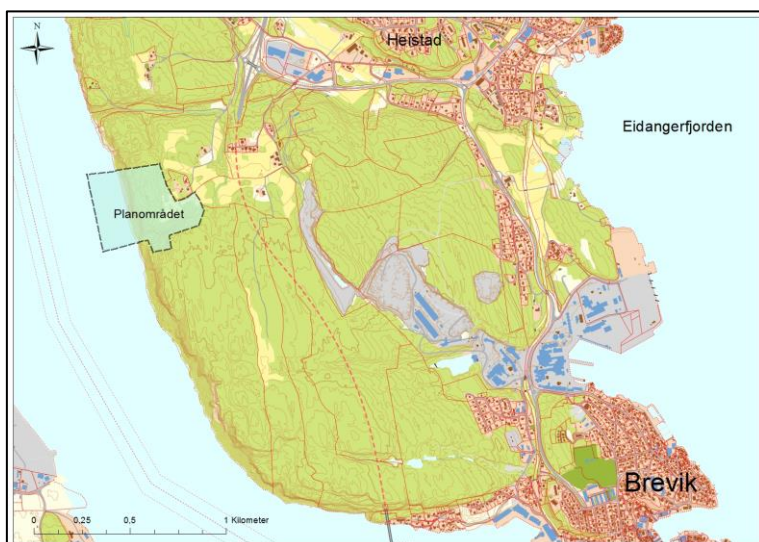 N
Heistad
Eidangerfjorden
Planområdet
Brevik
0 0,25 0,5 1 Kilometer